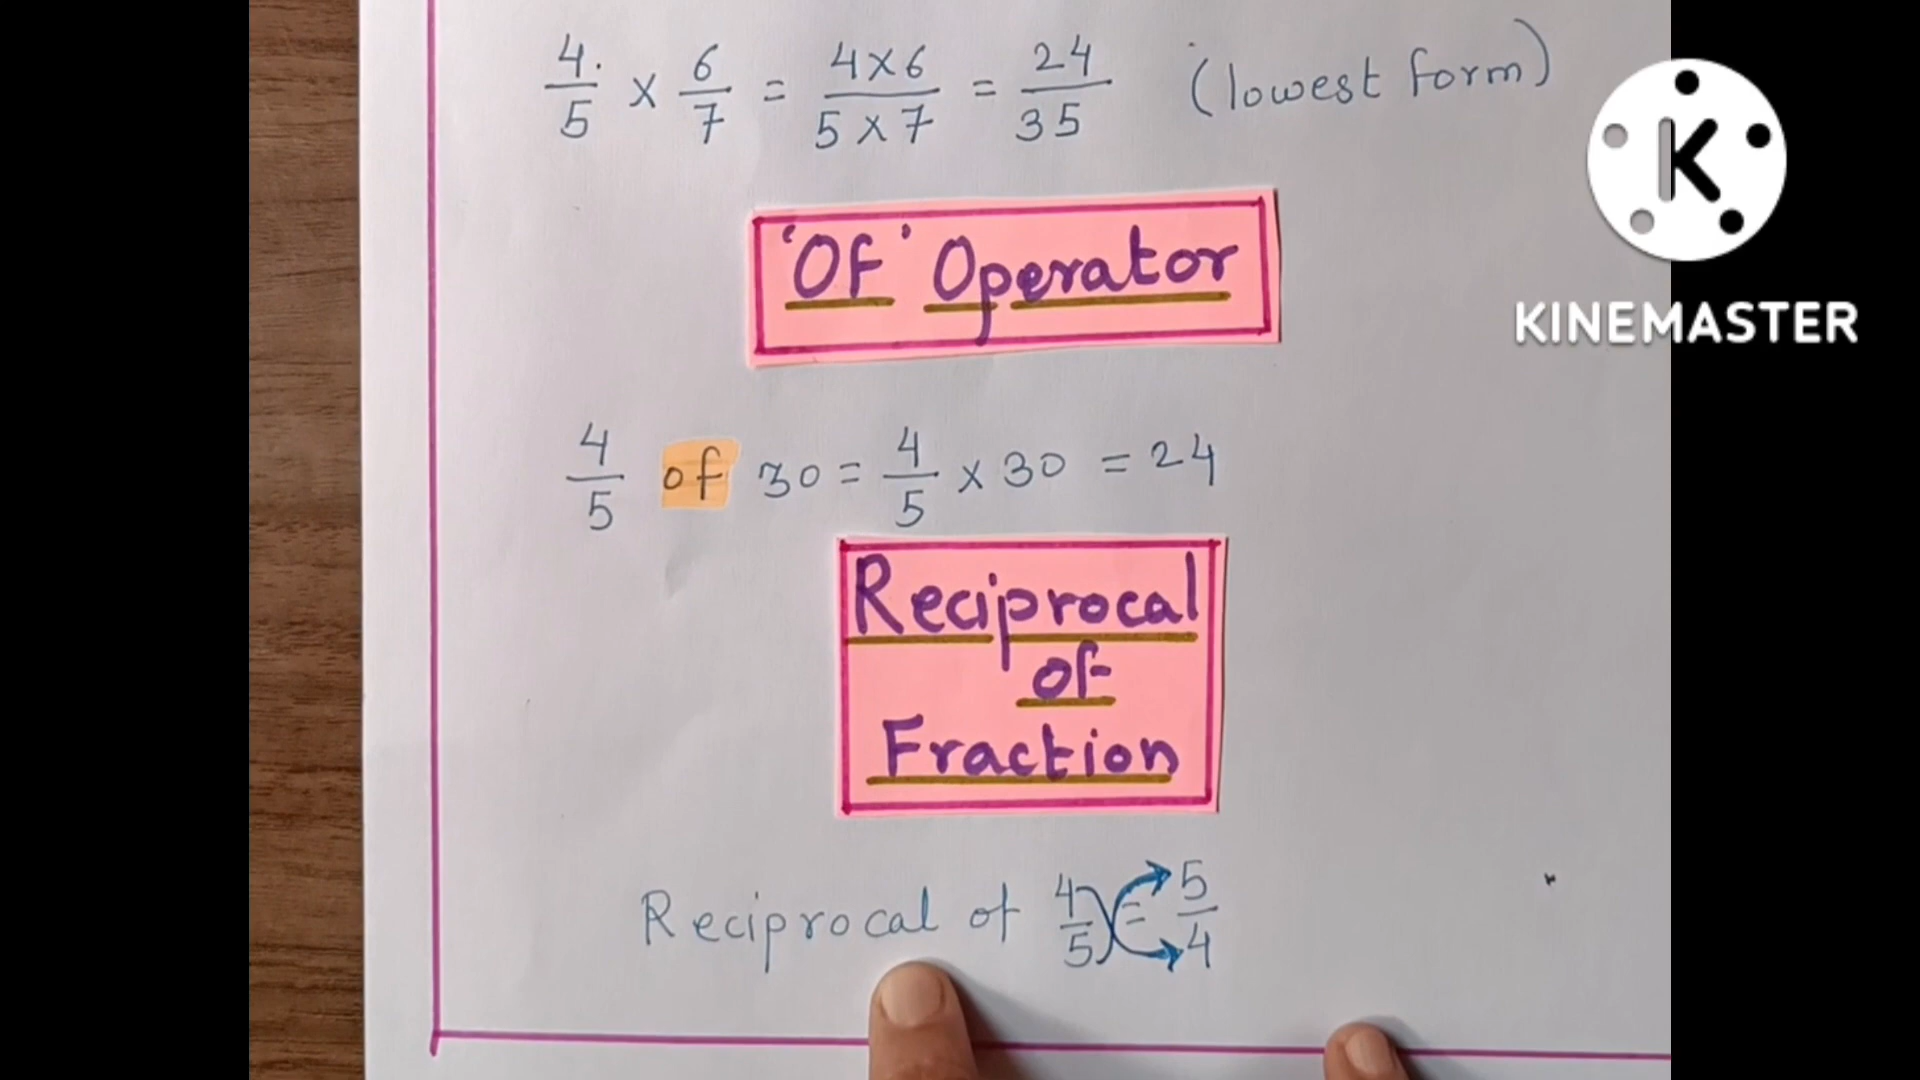 4/5 × 6/7 = 4×6/5×7 = 24/35 (lowest form)
K
KINEMASTER
'Of' Operator
4/5 of 30 = 4/5 × 30 = 24
Reciprocal
of
Fraction
Reciprocal of 4/5 = 5/4